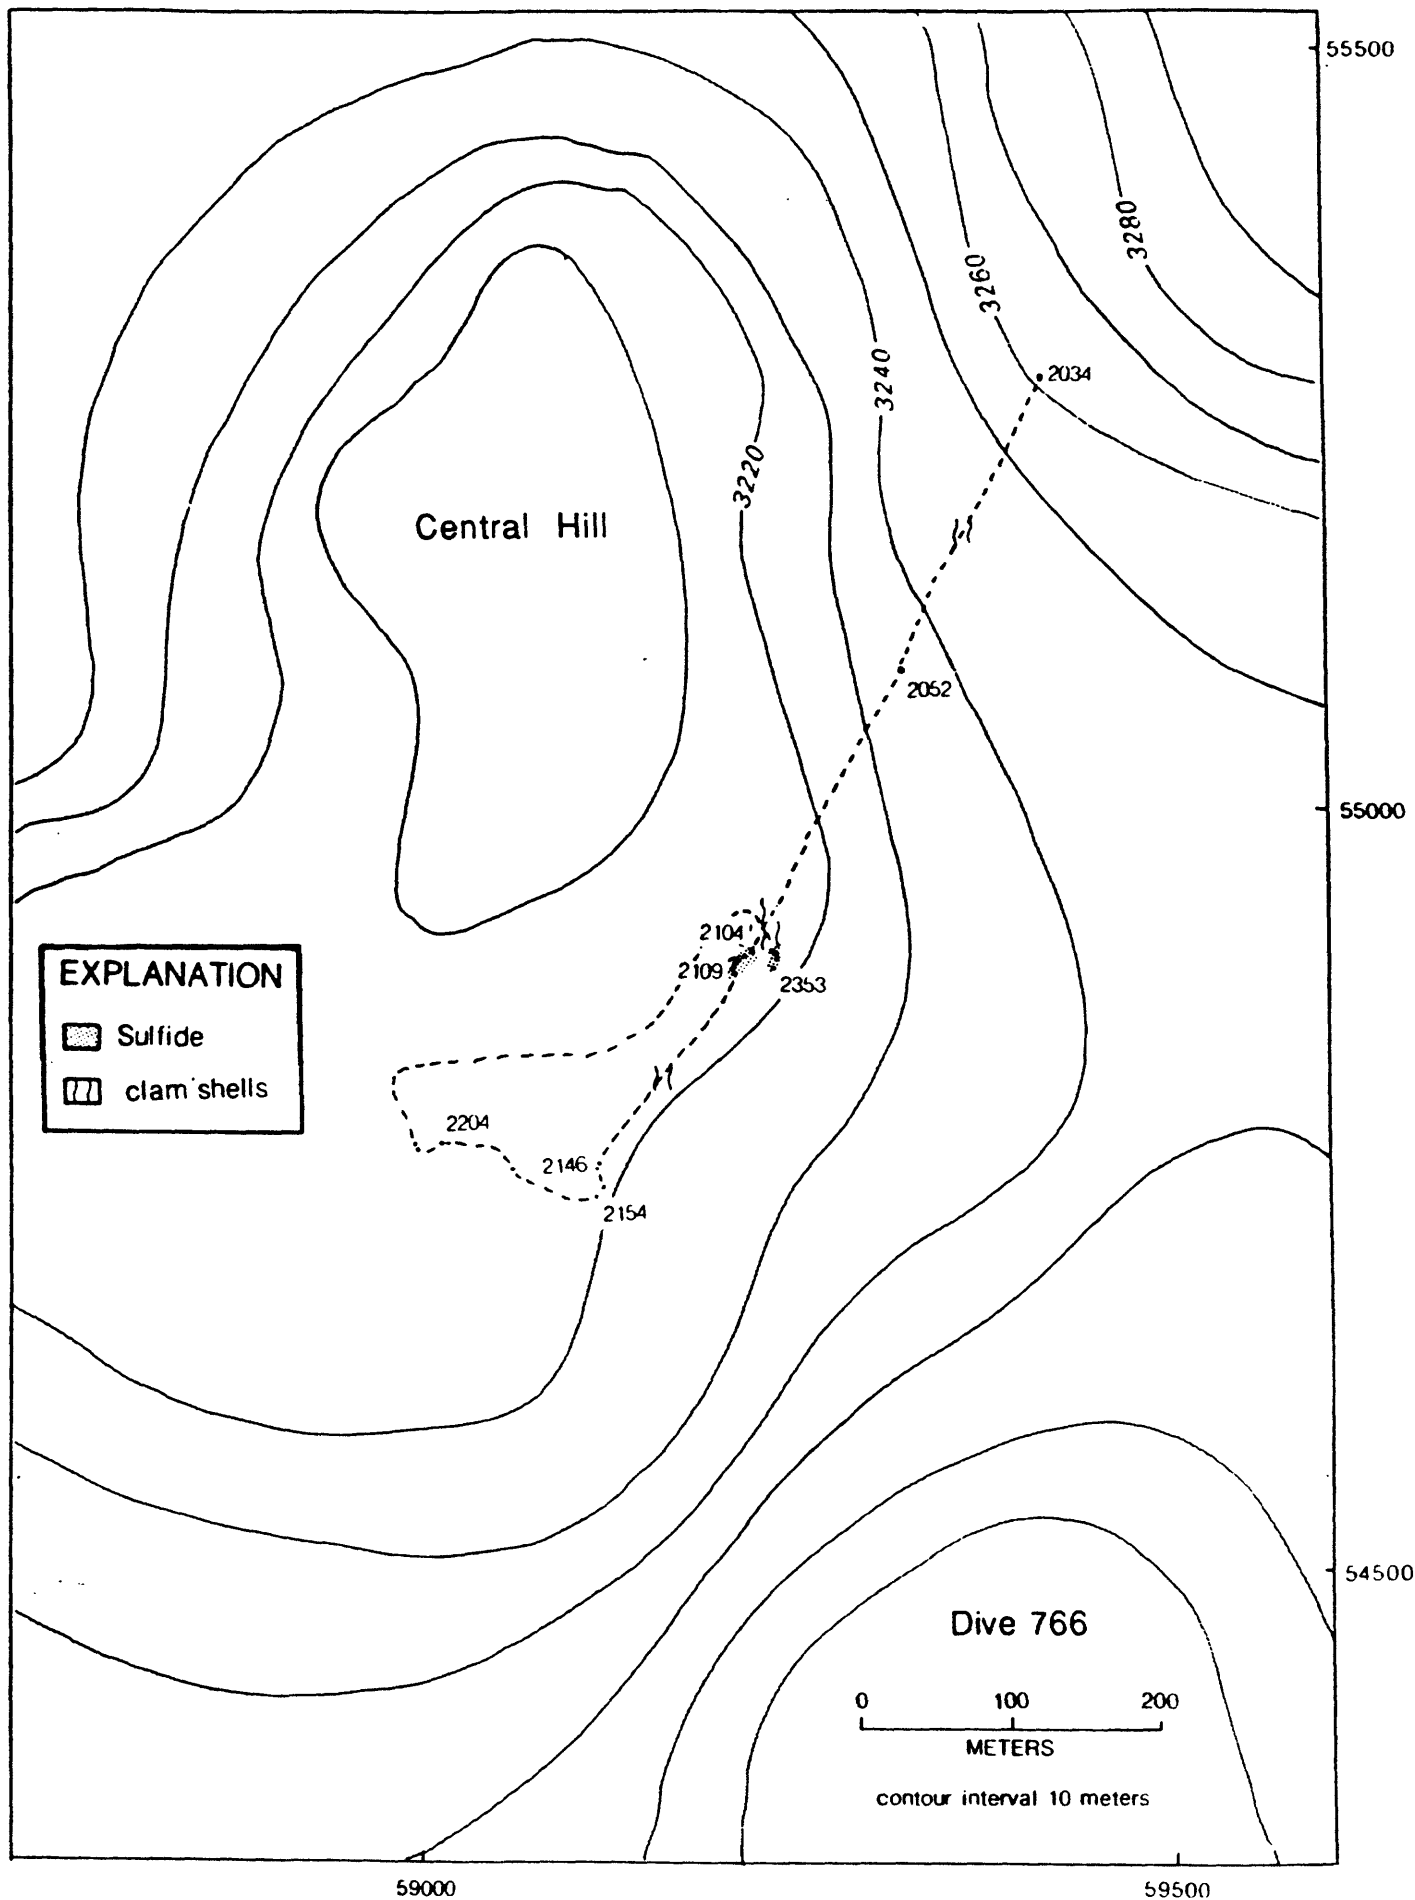 55500
3280
3260
3240
2034
3220
Central Hill
2052
55000
2104
2109
2353
EXPLANATION
Sulfide
clam shells
2204
2146
2154
54500
Dive 766
0 100 200
METERS
contour interval 10 meters
59000
59500